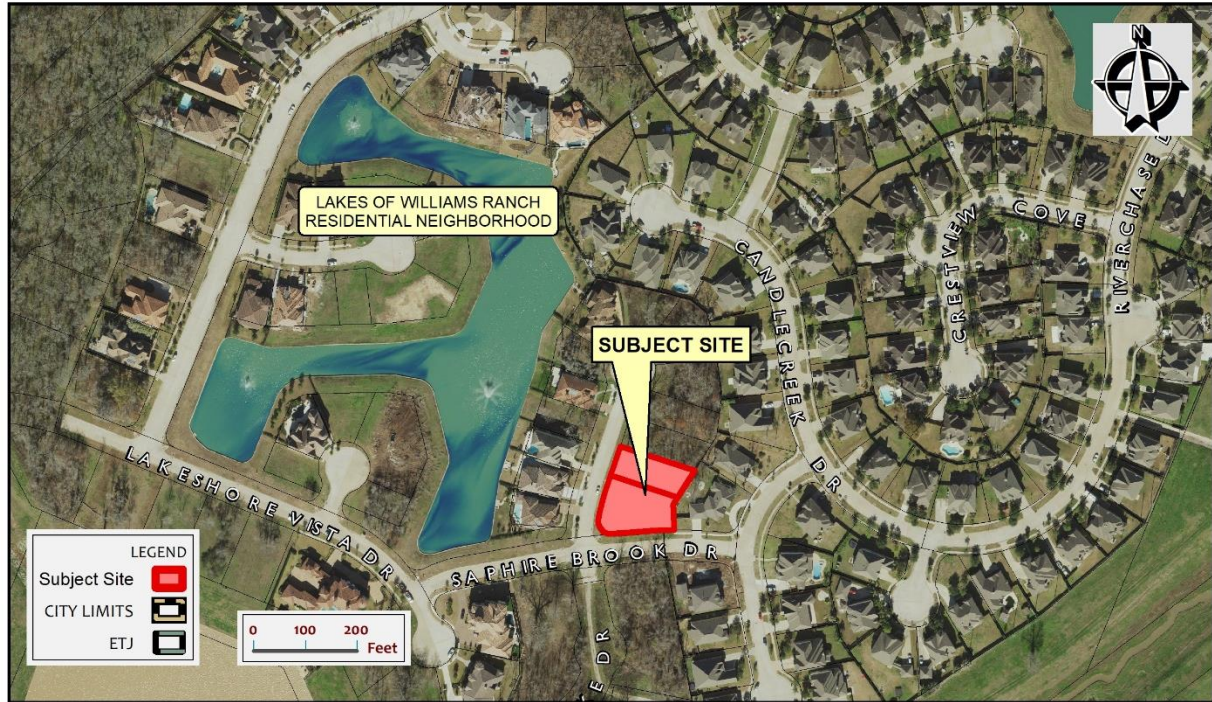 N
LAKES OF WILLIAMS RANCH
RESIDENTIAL NEIGHBORHOOD
CANDLECREEK DR
CRESTVIEW COVE
RIVERCHASE
SUBJECT SITE
LAKESHORE VISTA DR
SAPHIRE BROOK DR
DR
LEGEND
Subject Site
CITY LIMITS
ETJ
0 100 200
Feet